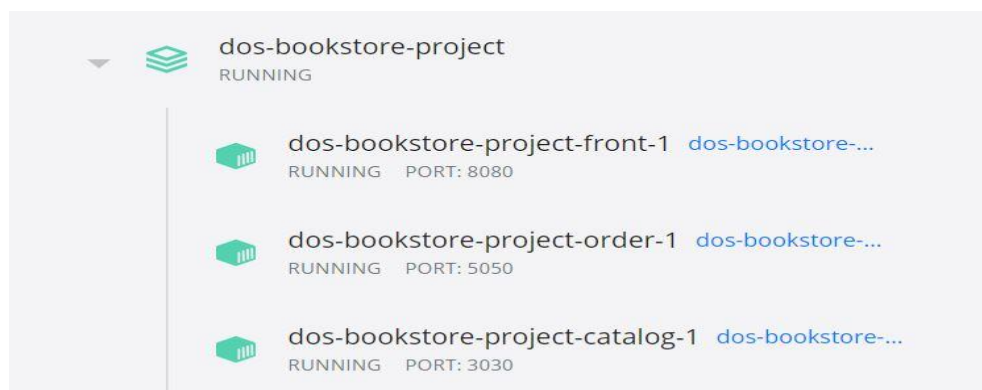 dos-bookstore-project
RUNNING
dos-bookstore-project-front-1 dos-bookstore-...
RUNNING PORT: 8080
dos-bookstore-project-order-1 dos-bookstore-...
RUNNING PORT: 5050
dos-bookstore-project-catalog-1 dos-bookstore-...
RUNNING PORT: 3030